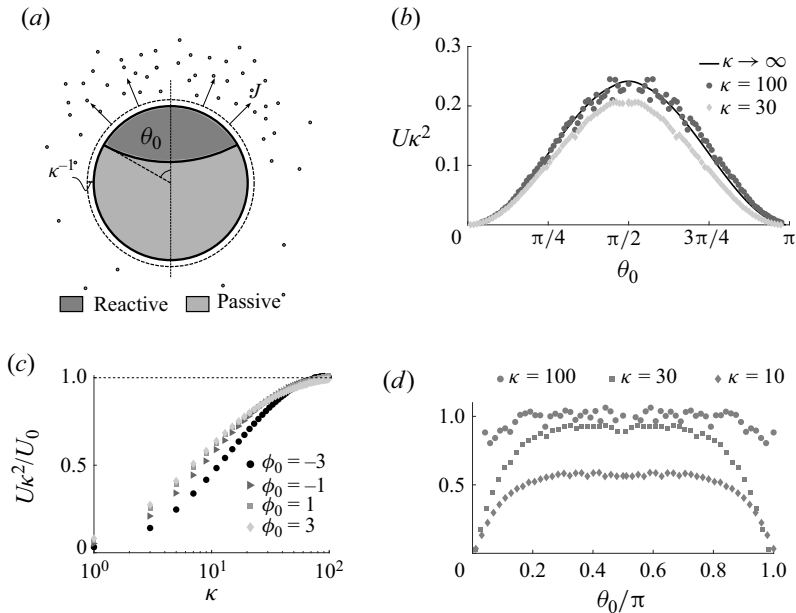 (a)
J
θ0
κ−1
Reactive
Passive
(b)
0.3
0.2
0.1
0
Uκ2
κ → ∞
κ = 100
κ = 30
π/4
π/2
3π/4
π
θ0
(c)
1.0
0.5
0
Uκ2/U0
ϕ0 = –3
ϕ0 = –1
ϕ0 = 1
ϕ0 = 3
100
101
102
κ
(d)
κ = 100
κ = 30
κ = 10
1.0
0.5
0
0.2
0.4
0.6
0.8
1.0
θ0/π